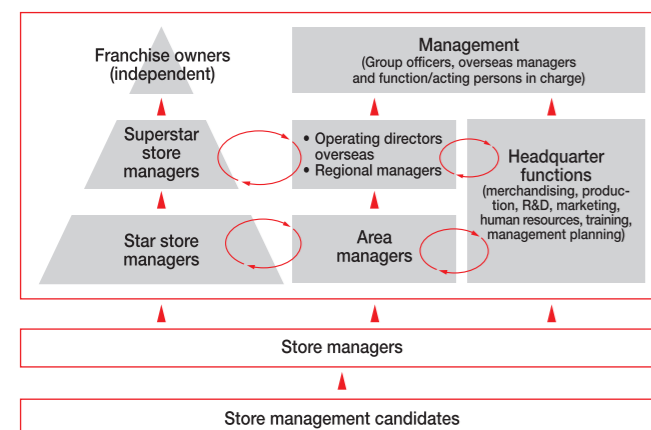 Franchise owners
(independent)
Management
(Group officers, overseas managers
and function/acting persons in charge)
Superstar
store
managers
• Operating directors
overseas
• Regional managers
Headquarter
functions
(merchandising, produc-
tion, R&D, marketing,
human resources, training,
management planning)
Star store
managers
Area
managers
Store managers
Store management candidates